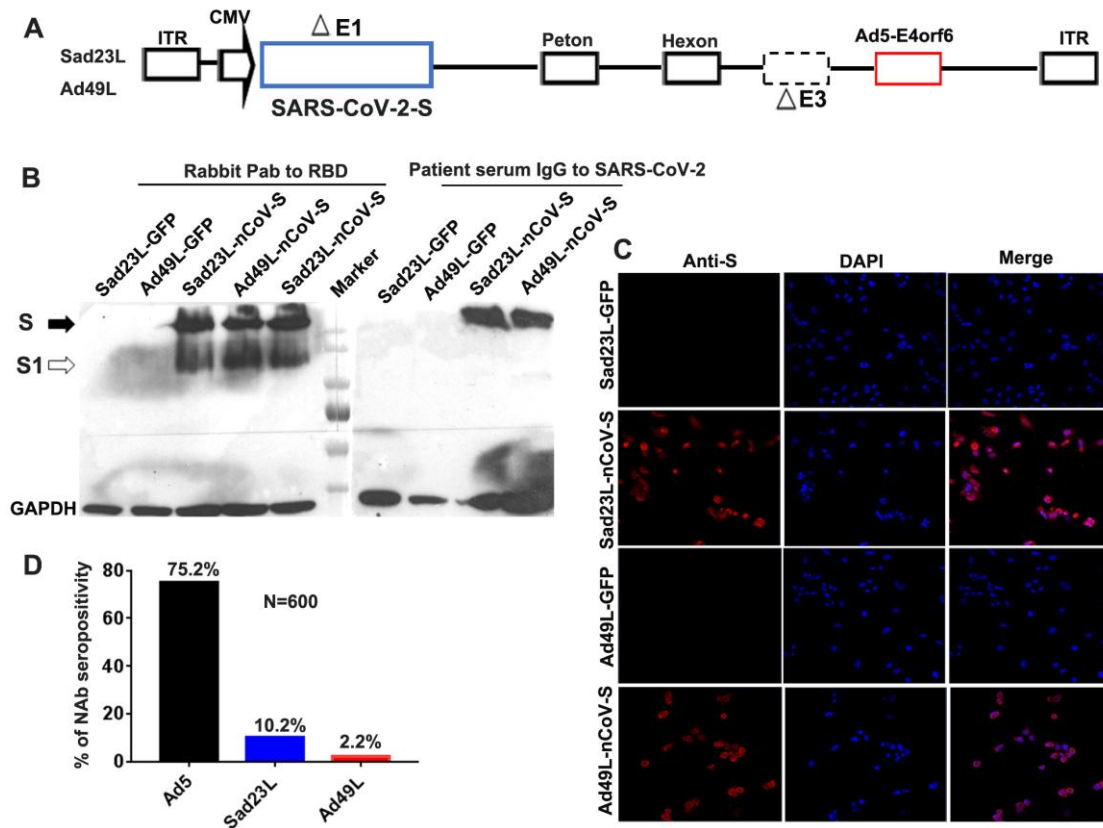 A
Sad23L
Ad49L
ITR
CMV
△ E1
SARS-CoV-2-S
Peton
Hexon
△ E3
Ad5-E4orf6
ITR
B
Rabbit Pab to RBD
Patient serum IgG to SARS-CoV-2
Sad23L-GFP
Ad49L-GFP
Sad23L-nCoV-S
Ad49L-nCoV-S
Sad23L-nCoV-S
Marker
Sad23L-GFP
Ad49L-GFP
Sad23L-nCoV-S
Ad49L-nCoV-S
S
S1
GAPDH
C
Anti-S
DAPI
Merge
Sad23L-GFP
Sad23L-nCoV-S
Ad49L-GFP
Ad49L-nCoV-S
D
% of NAb seropositivity
80
60
40
20
0
75.2%
N=600
10.2%
2.2%
Ad5
Sad23L
Ad49L